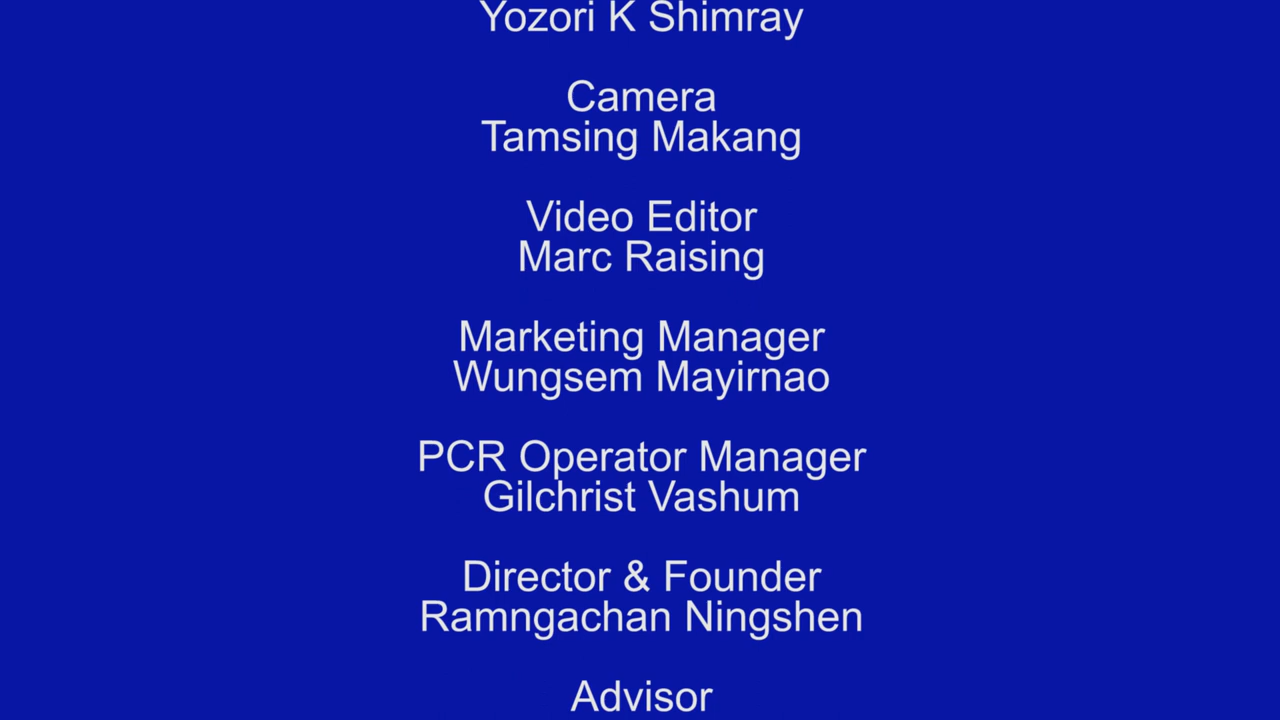 Yozori K Shimray
Camera
Tamsing Makang
Video Editor
Marc Raising
Marketing Manager
Wungsem Mayirnao
PCR Operator Manager
Gilchrist Vashum
Director & Founder
Ramngachan Ningshen
Advisor